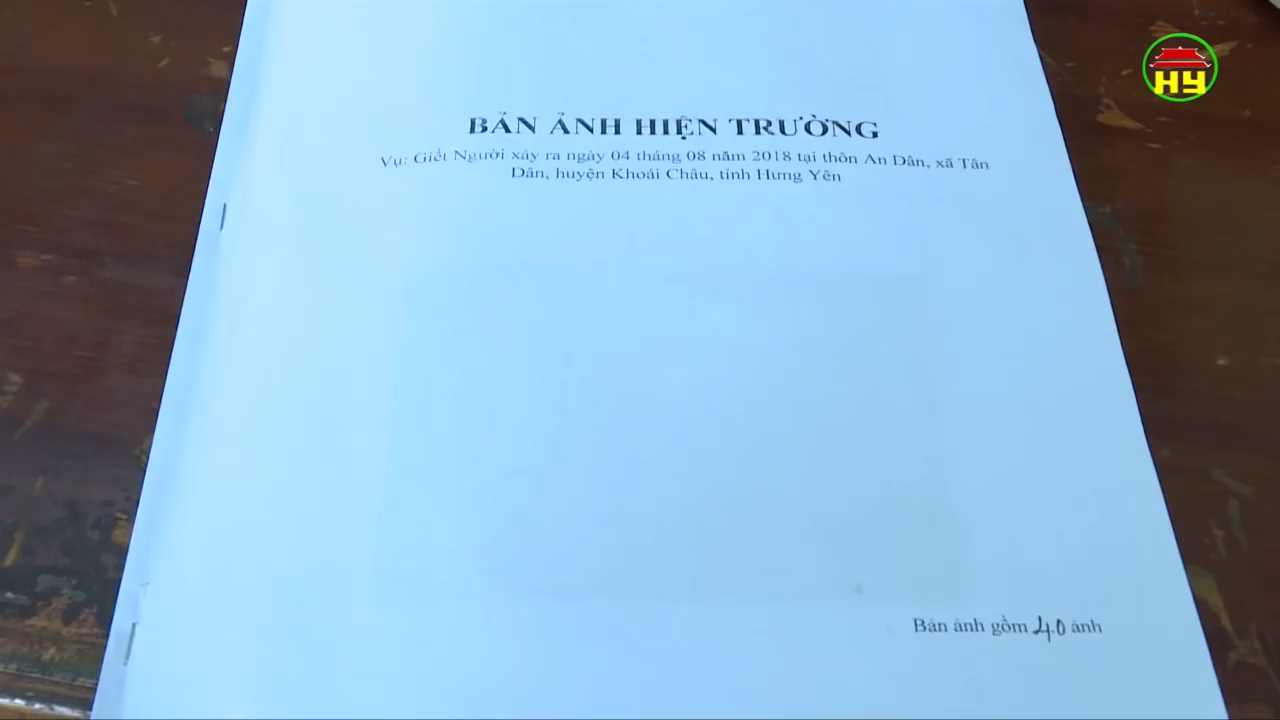 HY
BẢN ẢNH HIỆN TRƯỜNG
Vụ: Giết Người xảy ra ngày 04 tháng 08 năm 2018 tại thôn An Dân, xã Tân
Dân, huyện Khoái Châu, tỉnh Hưng Yên
Bản ảnh gồm 40 ảnh